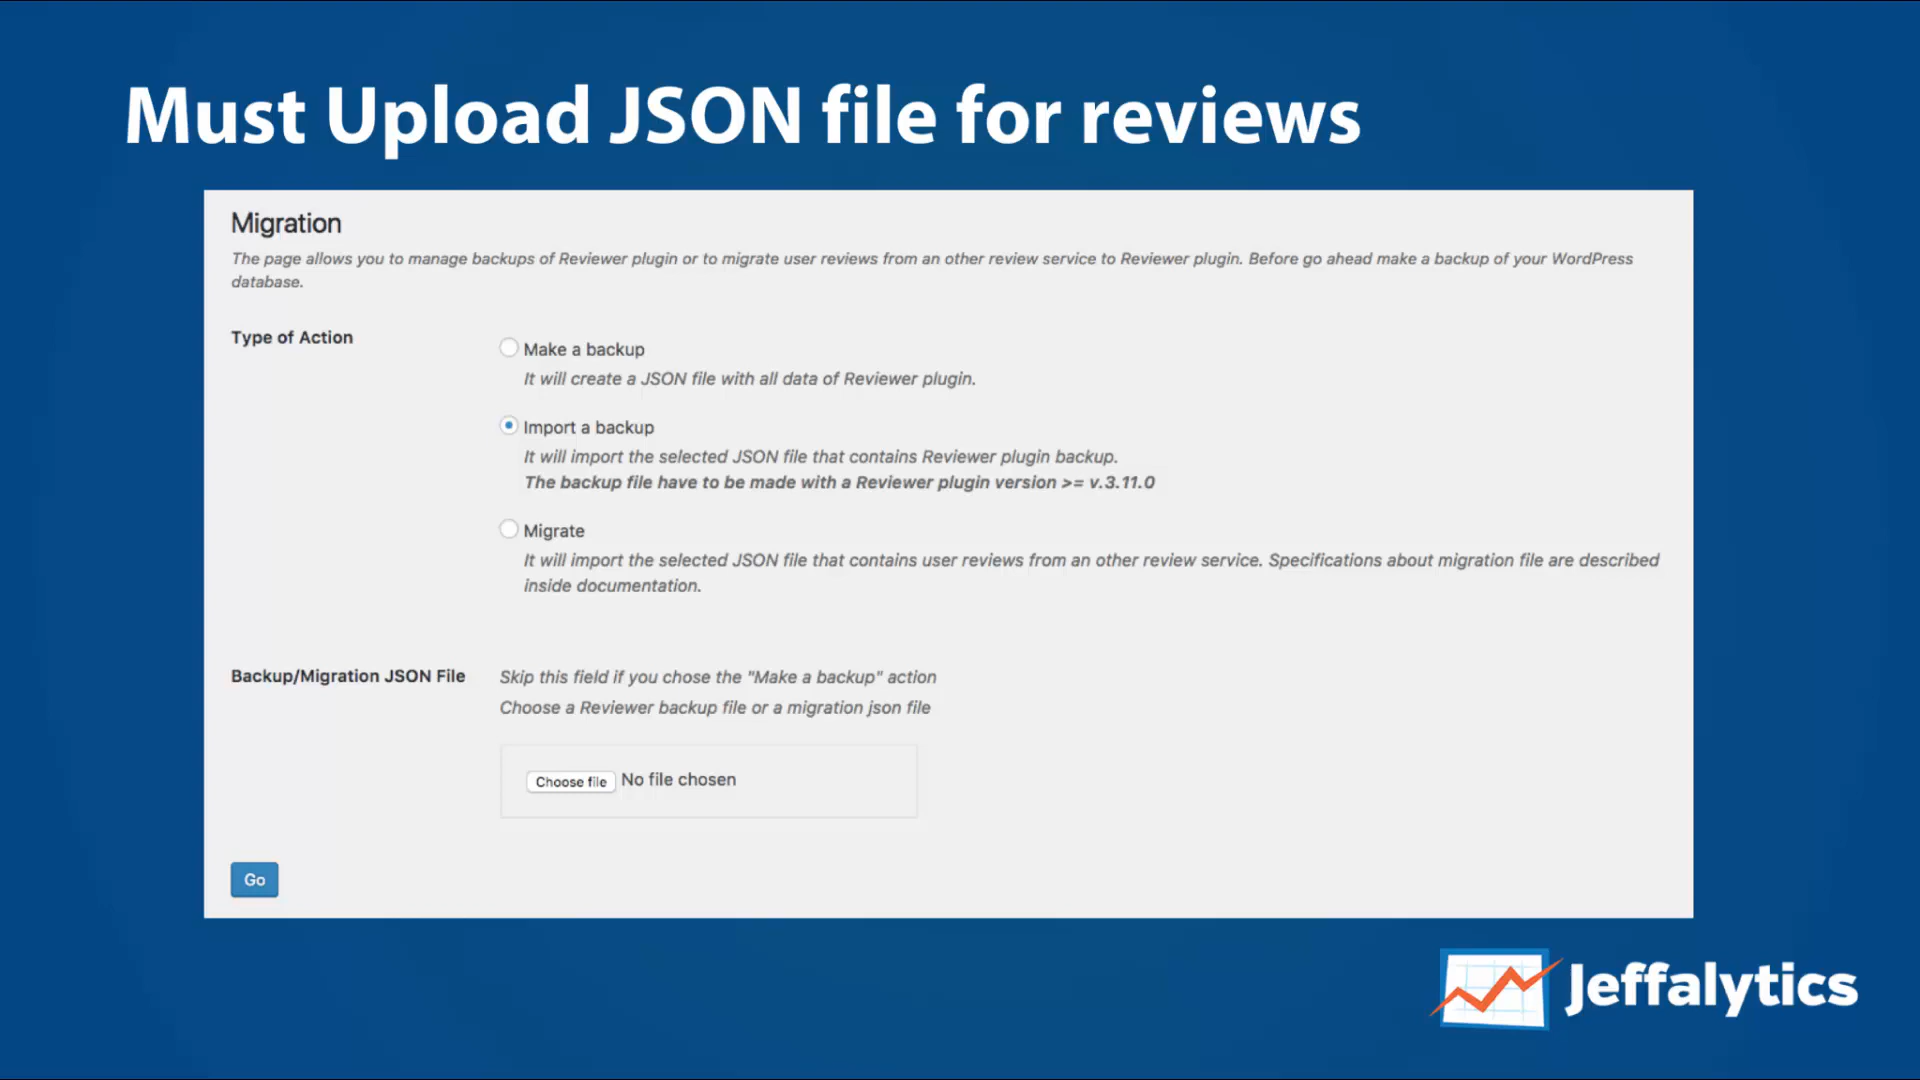 Must Upload JSON file for reviews
Migration
The page allows you to manage backups of Reviewer plugin or to migrate user reviews from an other review service to Reviewer plugin. Before go ahead make a backup of your WordPress
database.
Type of Action
Make a backup
It will create a JSON file with all data of Reviewer plugin.
Import a backup
It will import the selected JSON file that contains Reviewer plugin backup.
The backup file have to be made with a Reviewer plugin version >= v.3.11.0
Migrate
It will import the selected JSON file that contains user reviews from an other review service. Specifications about migration file are described
inside documentation.
Backup/Migration JSON File
Skip this field if you chose the "Make a backup" action
Choose a Reviewer backup file or a migration json file
Choose file No file chosen
Go
Jeffalytics